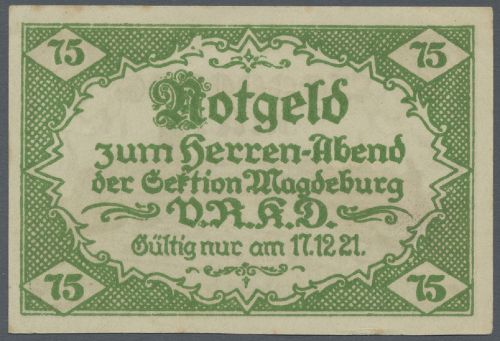 75 75
Notgeld
zum Herren-Abend
der Sektion Magdeburg
V.R.K.D.
Gültig nur am 17.12.21.
75 75